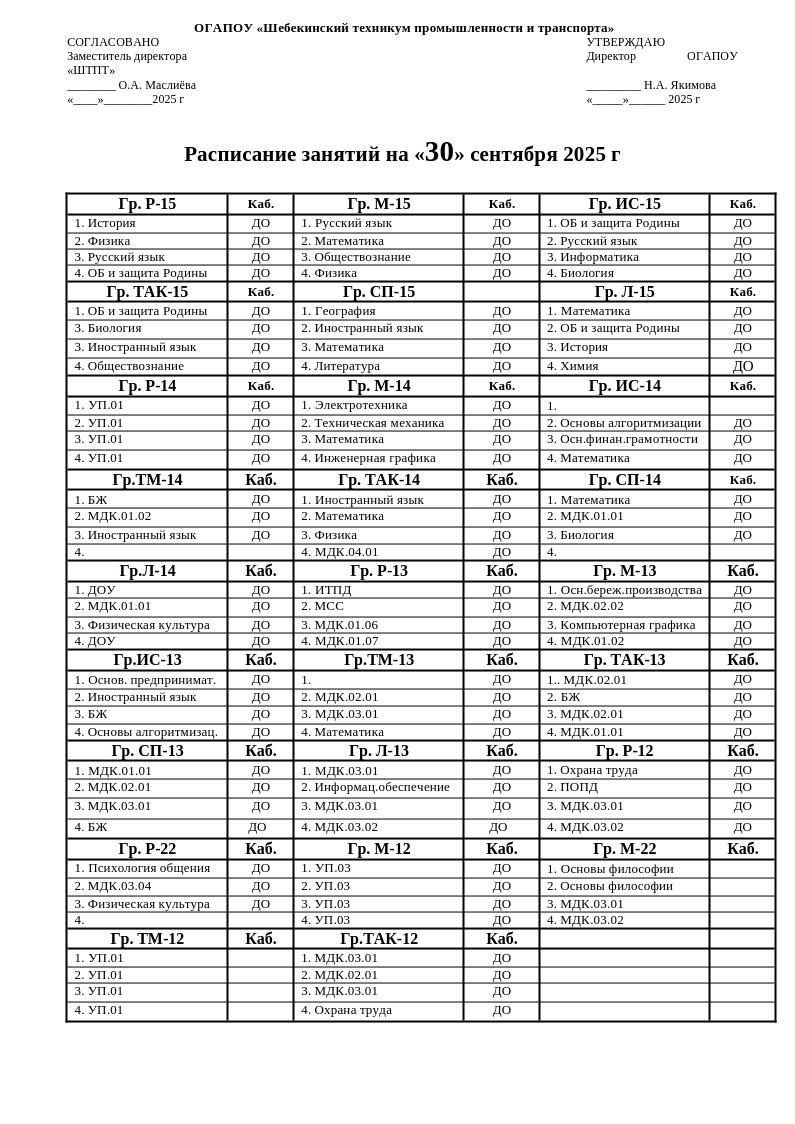 ОГАПОУ «Шебекинский техникум промышленности и транспорта»
СОГЛАСОВАНО УТВЕРЖДАЮ
Заместитель директора Директор ОГАПОУ
«ШТПТ»
________ О.А. Маслиёва _________ Н.А. Якимова
«____»________2025 г «_____»______ 2025 г
Расписание занятий на «30» сентября 2025 г
Гр. Р-15 Каб. Гр. М-15 Каб. Гр. ИС-15 Каб.
1. История ДО 1. Русский язык ДО 1. ОБ и защита Родины ДО
2. Физика ДО 2. Математика ДО 2. Русский язык ДО
3. Русский язык ДО 3. Обществознание ДО 3. Информатика ДО
4. ОБ и защита Родины ДО 4. Физика ДО 4. Биология ДО
Гр. ТАК-15 Каб. Гр. СП-15 Гр. Л-15 Каб.
1. ОБ и защита Родины ДО 1. География ДО 1. Математика ДО
3. Биология ДО 2. Иностранный язык ДО 2. ОБ и защита Родины ДО
3. Иностранный язык ДО 3. Математика ДО 3. История ДО
4. Обществознание ДО 4. Литература ДО 4. Химия ДО
Гр. Р-14 Каб. Гр. М-14 Каб. Гр. ИС-14 Каб.
1. УП.01 ДО 1. Электротехника ДО 1.
2. УП.01 ДО 2. Техническая механика ДО 2. Основы алгоритмизации ДО
3. УП.01 ДО 3. Математика ДО 3. Осн.финан.грамотности ДО
4. УП.01 ДО 4. Инженерная графика ДО 4. Математика ДО
Гр.ТМ-14 Каб. Гр. ТАК-14 Каб. Гр. СП-14 Каб.
1. БЖ ДО 1. Иностранный язык ДО 1. Математика ДО
2. МДК.01.02 ДО 2. Математика ДО 2. МДК.01.01 ДО
3. Иностранный язык ДО 3. Физика ДО 3. Биология ДО
4. 4. МДК.04.01 ДО 4.
Гр.Л-14 Каб. Гр. Р-13 Каб. Гр. М-13 Каб.
1. ДОУ ДО 1. ИТПД ДО 1. Осн.береж.производства ДО
2. МДК.01.01 ДО 2. МСС ДО 2. МДК.02.02 ДО
3. Физическая культура ДО 3. МДК.01.06 ДО 3. Компьютерная графика ДО
4. ДОУ ДО 4. МДК.01.07 ДО 4. МДК.01.02 ДО
Гр.ИС-13 Каб. Гр.ТМ-13 Каб. Гр. ТАК-13 Каб.
1. Основ. предпринимат. ДО 1. ДО 1.. МДК.02.01 ДО
2. Иностранный язык ДО 2. МДК.02.01 ДО 2. БЖ ДО
3. БЖ ДО 3. МДК.03.01 ДО 3. МДК.02.01 ДО
4. Основы алгоритмизац. ДО 4. Математика ДО 4. МДК.01.01 ДО
Гр. СП-13 Каб. Гр. Л-13 Каб. Гр. Р-12 Каб.
1. МДК.01.01 ДО 1. МДК.03.01 ДО 1. Охрана труда ДО
2. МДК.02.01 ДО 2. Информац.обеспечение ДО 2. ПОПД ДО
3. МДК.03.01 ДО 3. МДК.03.01 ДО 3. МДК.03.01 ДО
4. БЖ ДО 4. МДК.03.02 ДО 4. МДК.03.02 ДО
Гр. Р-22 Каб. Гр. М-12 Каб. Гр. М-22 Каб.
1. Психология общения ДО 1. УП.03 ДО 1. Основы философии
2. МДК.03.04 ДО 2. УП.03 ДО 2. Основы философии
3. Физическая культура ДО 3. УП.03 ДО 3. МДК.03.01
4. 4. УП.03 ДО 4. МДК.03.02
Гр. ТМ-12 Каб. Гр.ТАК-12 Каб.
1. УП.01 1. МДК.03.01 ДО
2. УП.01 2. МДК.02.01 ДО
3. УП.01 3. МДК.03.01 ДО
4. УП.01 4. Охрана труда ДО